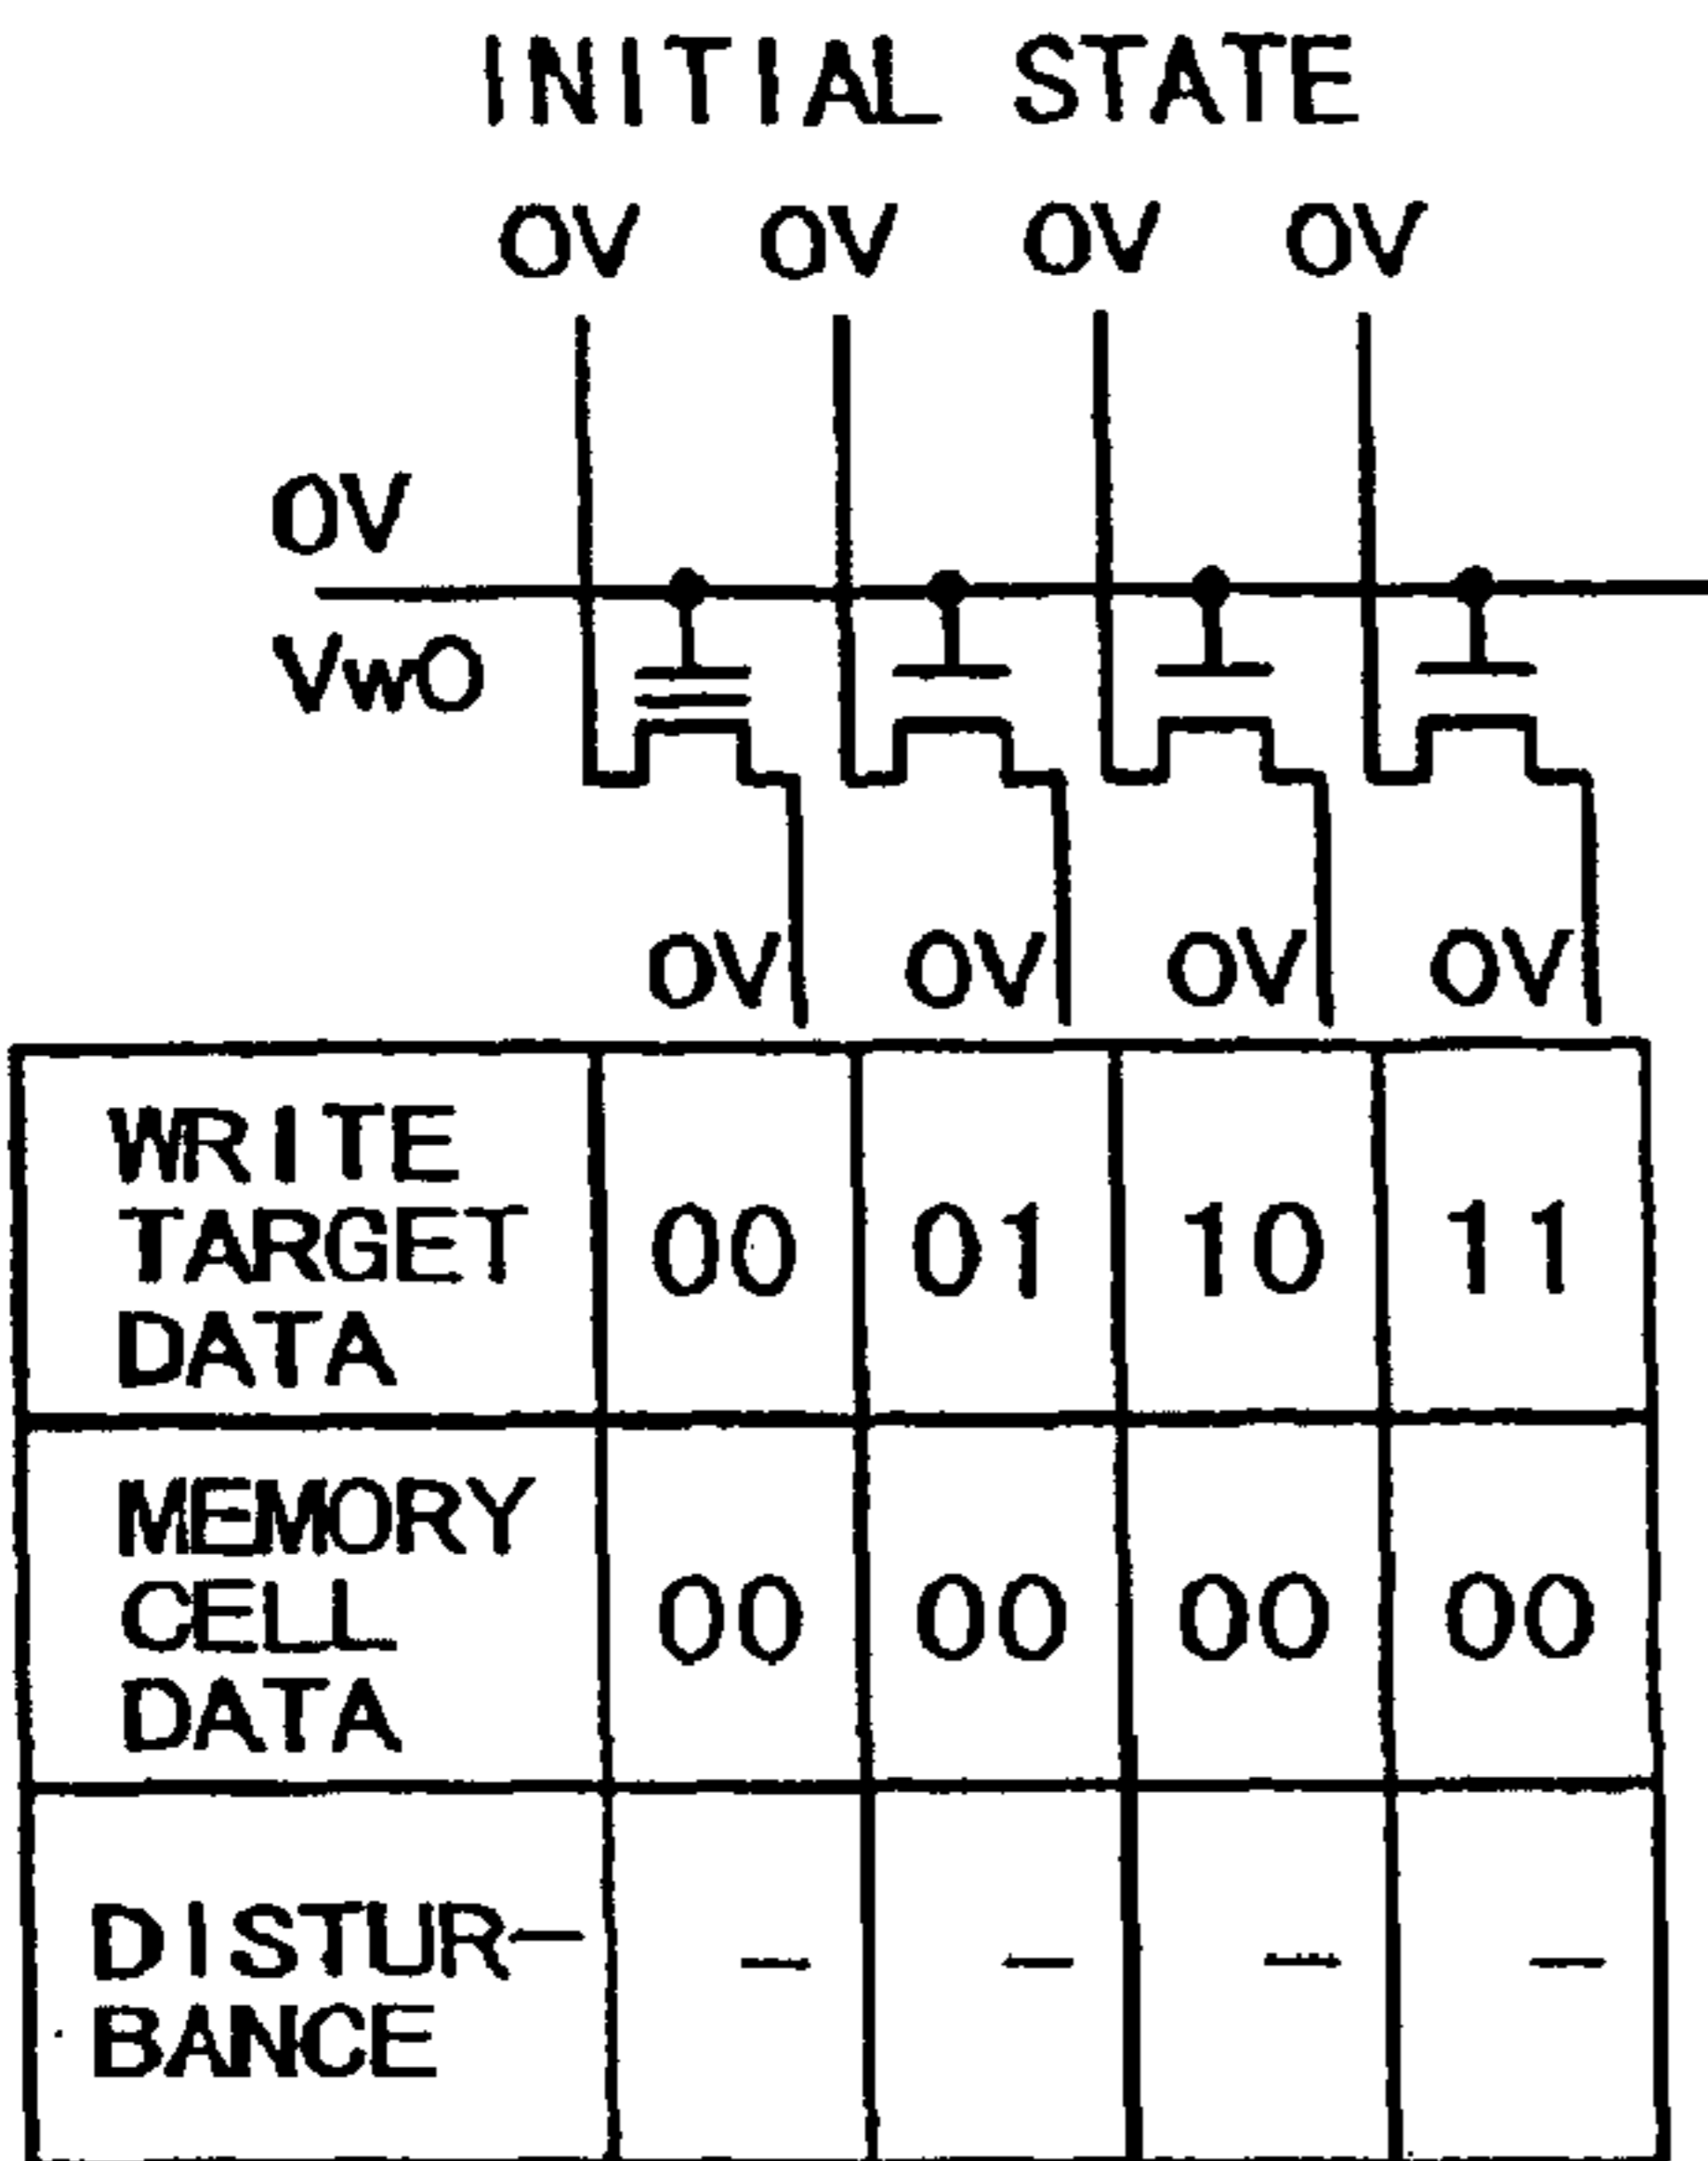 INITIAL STATE
0V 0V 0V 0V
0V
Vw0
0V 0V 0V 0V
WRITE
TARGET
DATA
00 01 10 11
MEMORY
CELL
DATA
00 00 00 00
DISTUR-
BANCE
- - - -